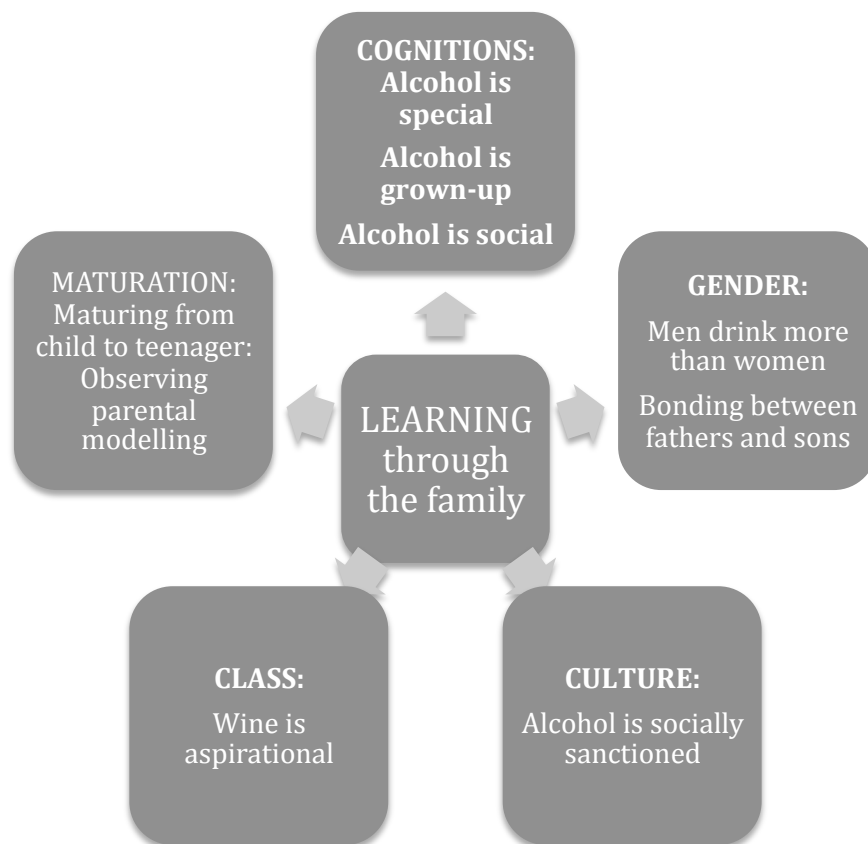 COGNITIONS:
Alcohol is
special
Alcohol is
grown-up
Alcohol is social
MATURATION:
Maturing from
child to teenager:
Observing
parental
modelling
GENDER:
Men drink more
than women
Bonding between
fathers and sons
LEARNING
through
the family
CLASS:
Wine is
aspirational
CULTURE:
Alcohol is socially
sanctioned